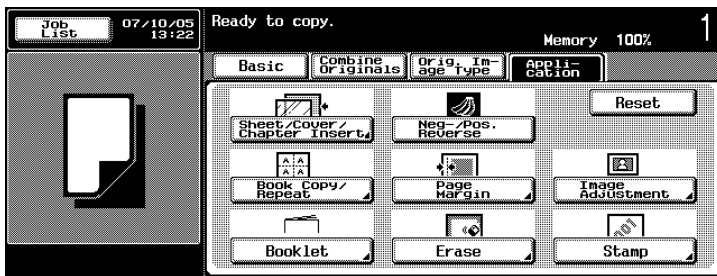 Job
List
07/10/05
13:22
Ready to copy.
Memory 100%
1
Basic
Combine
Originals
Orig. Im-
age Type
Appli-
cation
Sheet/Cover/
Chapter Insert
Neg-/Pos.
Reverse
Reset
A A
A A
Book Copy/
Repeat
Page
Margin
Image
Adjustment
Booklet
Erase
001
Stamp